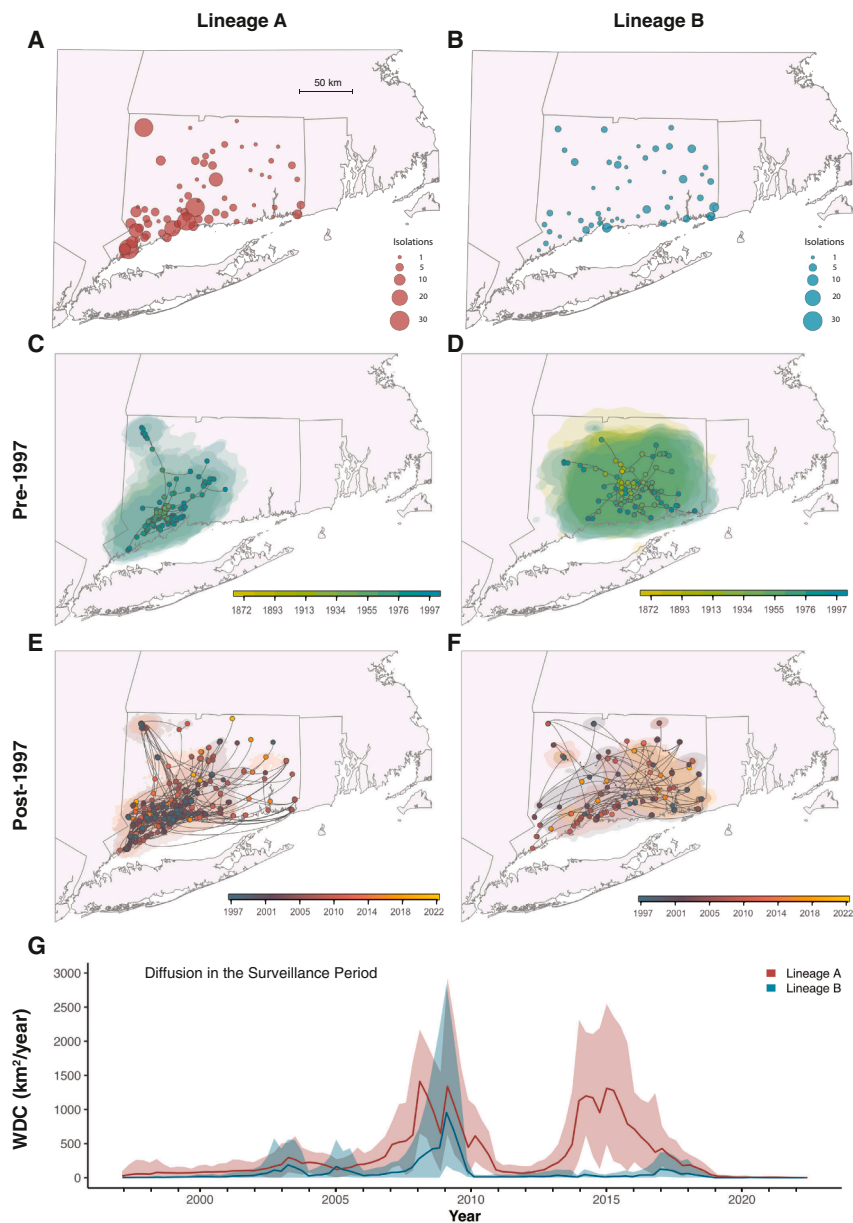 Lineage A
Lineage B
A
B
50 km
Isolations
1
5
10
20
30
Isolations
1
5
10
20
30
C
D
Pre-1997
1872 1893 1913 1934 1955 1976 1997
1872 1893 1913 1934 1955 1976 1997
E
F
Post-1997
1997 2001 2005 2010 2014 2018 2022
1997 2001 2005 2010 2014 2018 2022
G
Diffusion in the Surveillance Period
Lineage A
Lineage B
WDC (km²/year)
3000
2500
2000
1500
1000
500
0
2000 2005 2010 2015 2020
Year